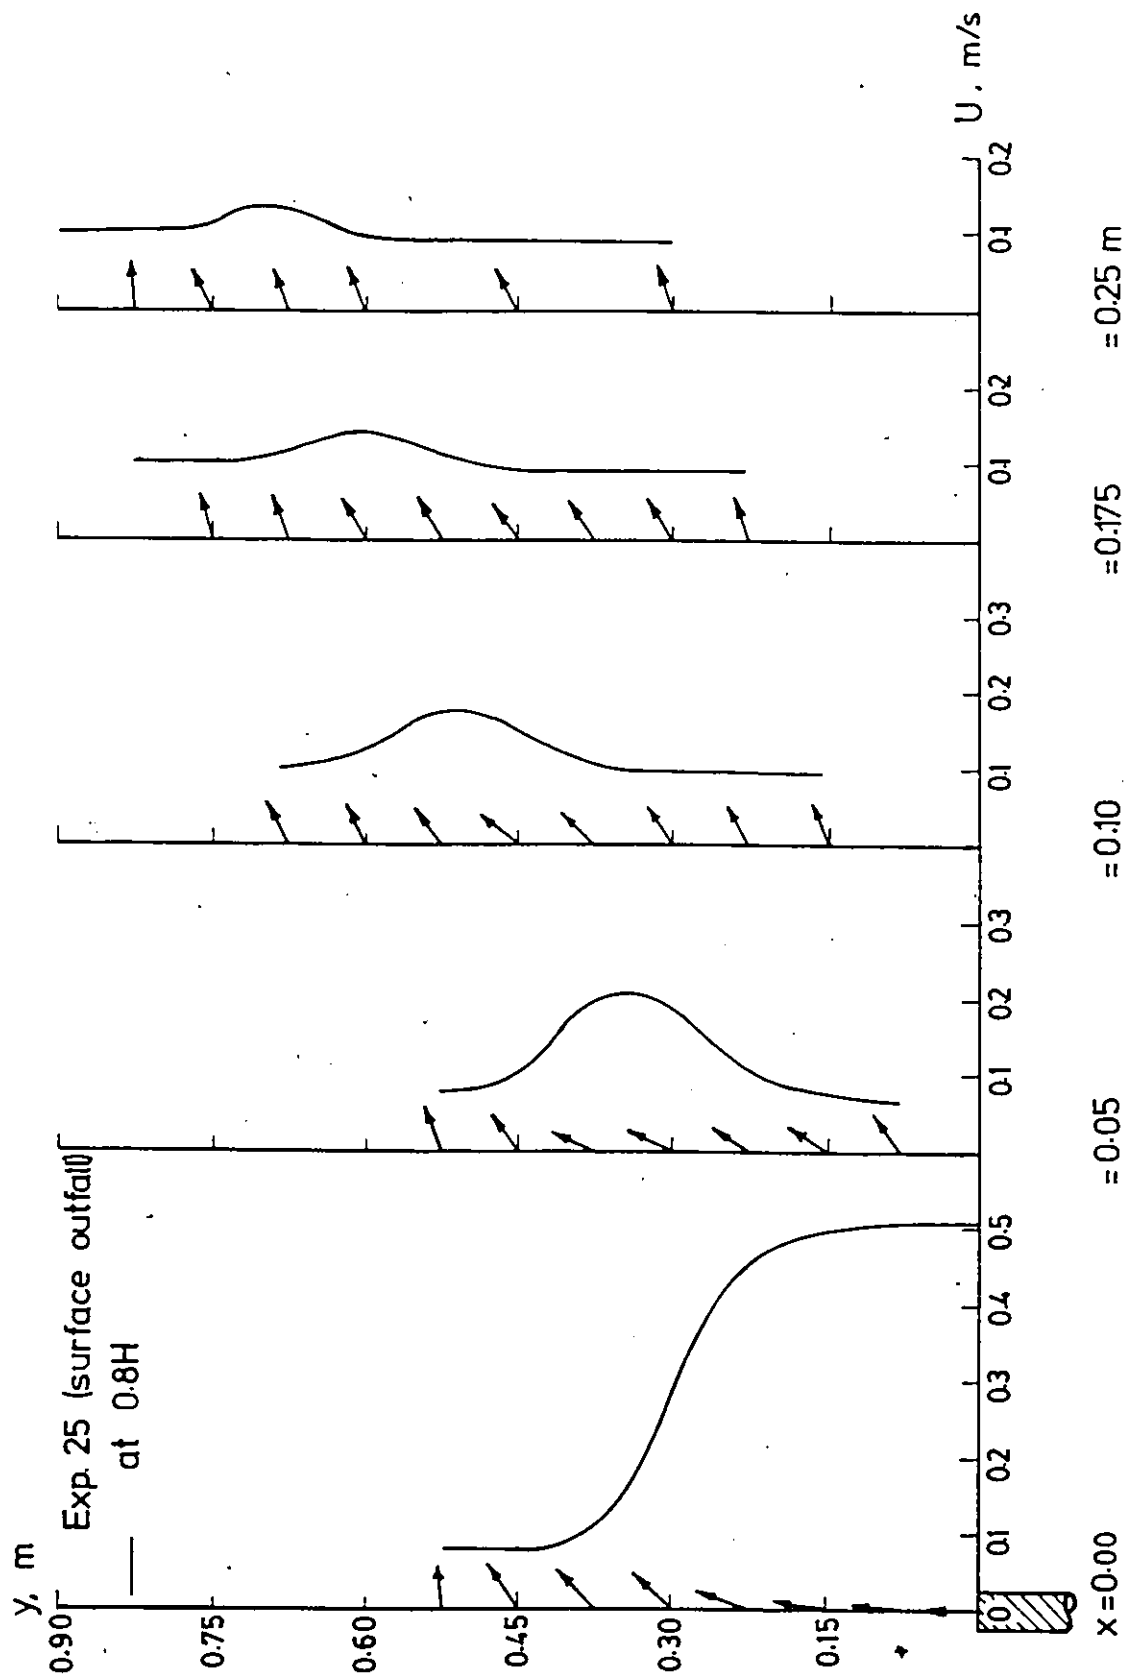 y, m
Exp. 25 (surface outfall)
at 0.8H
0.90
0.75
0.60
0.45
0.30
0.15
0 0.1 0.2 0.3 0.4 0.5 0.1 0.2 0.3 0.1 0.2 0.3 0.1 0.2 0.1 0.2
U, m/s
x = 0.00 = 0.05 = 0.10 = 0.175 = 0.25 m